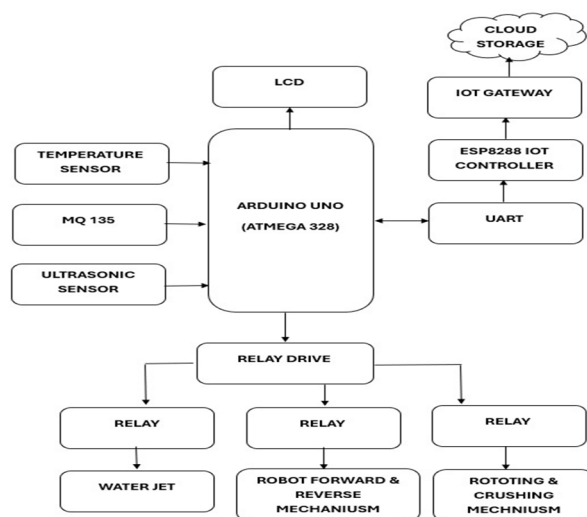 CLOUD
STORAGE
LCD
IOT GATEWAY
TEMPERATURE
SENSOR
ESP8288 IOT
CONTROLLER
ARDUINO UNO
(ATMEGA 328)
MQ 135
UART
ULTRASONIC
SENSOR
RELAY DRIVE
RELAY
RELAY
RELAY
WATER JET
ROBOT FORWARD &
REVERSE
MECHANIUSM
ROTOTING &
CRUSHING
MECHNIUSM